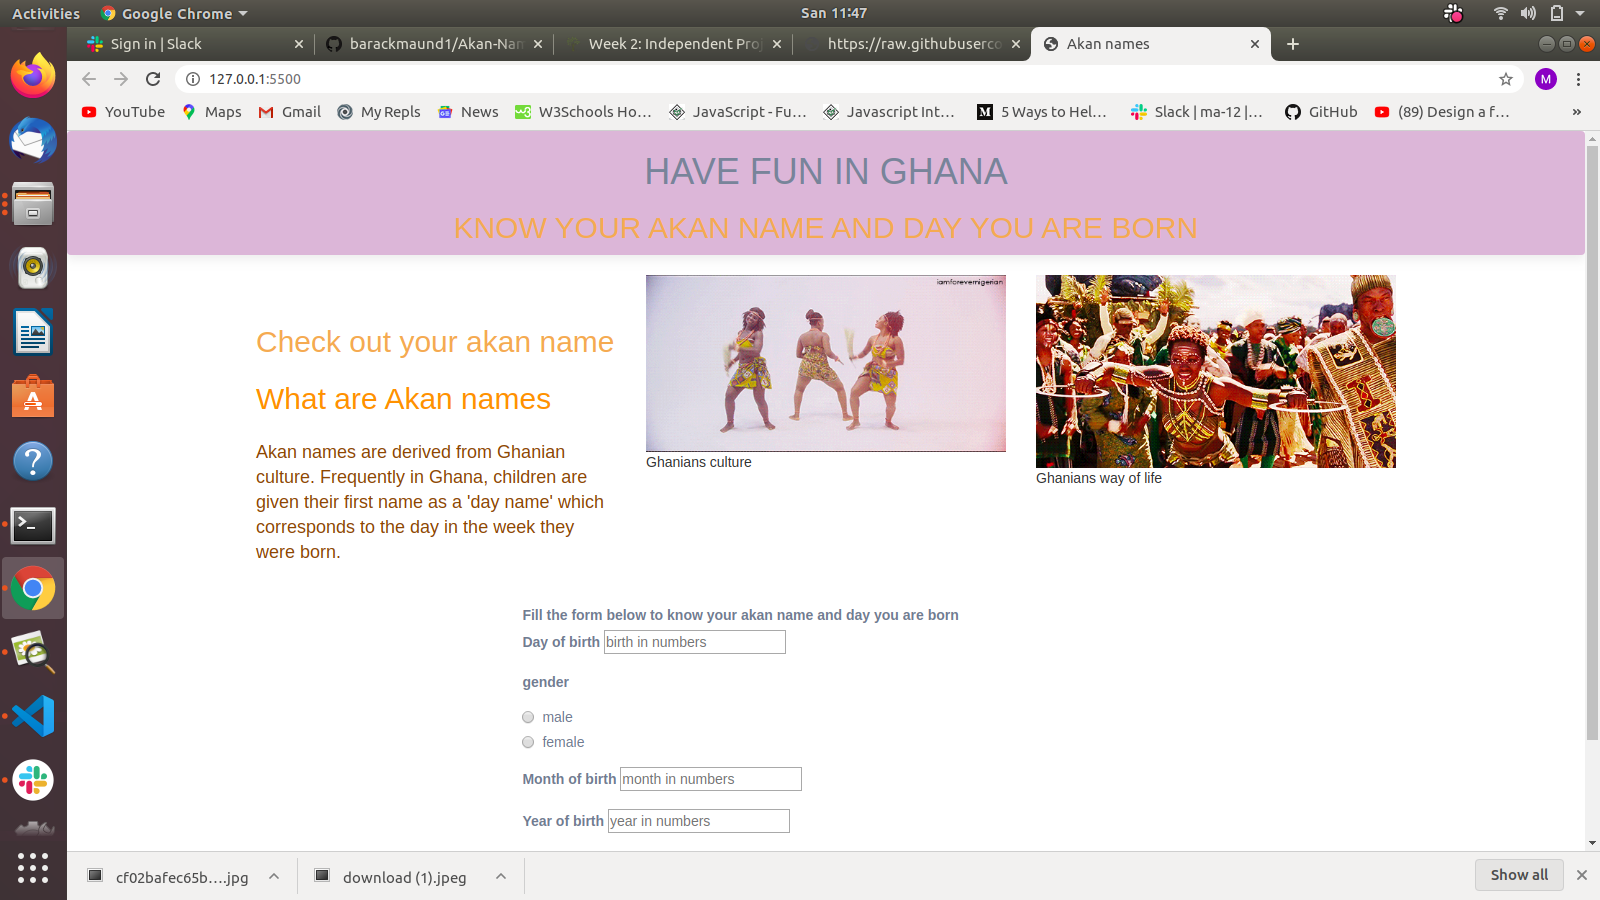 Activities
Google Chrome
San 11:47
Sign in | Slack
barackmaund1/Akan-Nam
Week 2: Independent Proj
https://raw.githubuserco
Akan names
127.0.0.1:5500
M
YouTube
Maps
Gmail
My Repls
News
W3Schools Ho…
JavaScript - Fu…
Javascript Int…
5 Ways to Hel…
Slack | ma-12 |…
GitHub
(89) Design a f…
»
HAVE FUN IN GHANA
KNOW YOUR AKAN NAME AND DAY YOU ARE BORN
Check out your akan name
What are Akan names
Akan names are derived from Ghanian
culture. Frequently in Ghana, children are
given their first name as a 'day name' which
corresponds to the day in the week they
were born.
iamforevernigerian
Ghanians culture
Ghanians way of life
Fill the form below to know your akan name and day you are born
Day of birth birth in numbers
gender
male
female
Month of birth month in numbers
Year of birth year in numbers
cf02bafec65b….jpg
download (1).jpeg
Show all